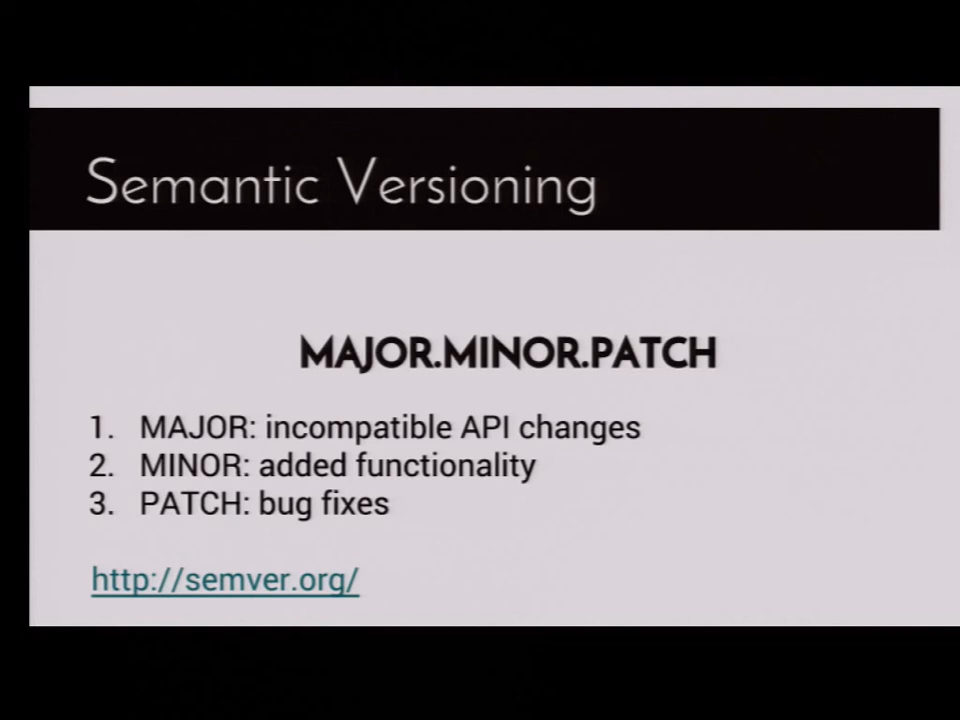 Semantic Versioning
MAJOR.MINOR.PATCH
1. MAJOR: incompatible API changes
2. MINOR: added functionality
3. PATCH: bug fixes
http://semver.org/